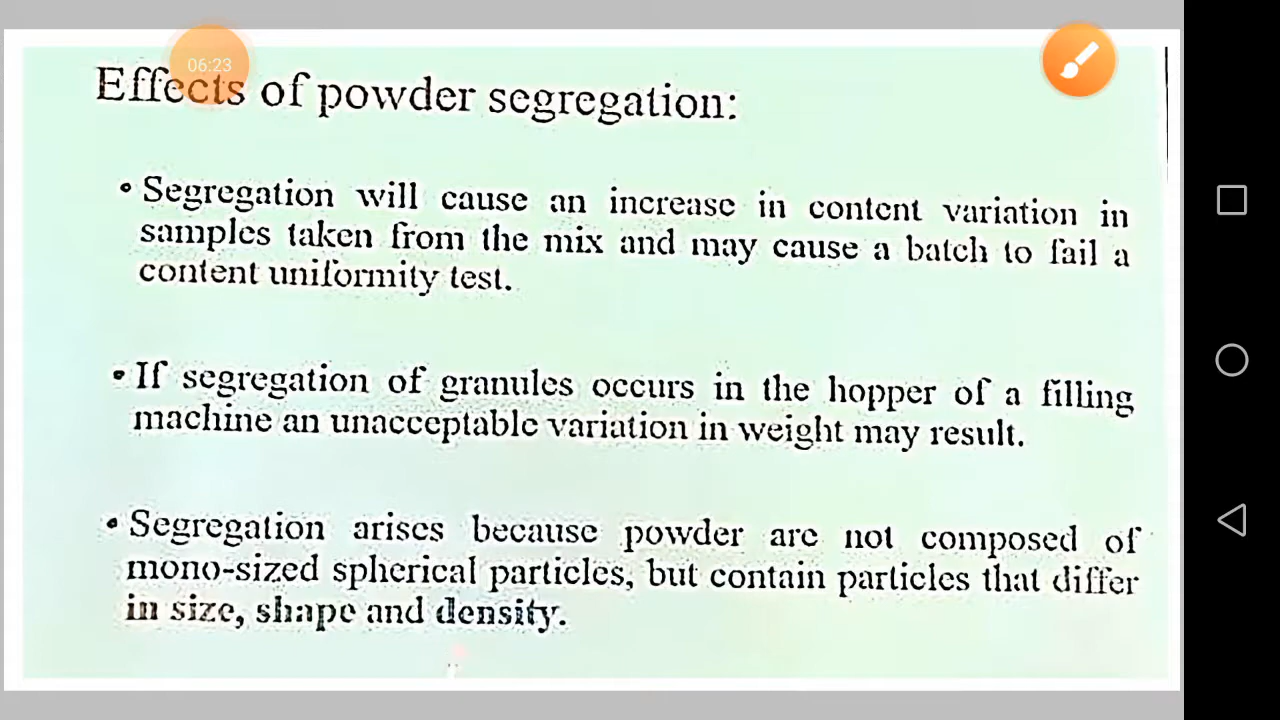 06:23
Effects of powder segregation:
• Segregation will cause an increase in content variation in
samples taken from the mix and may cause a batch to fail a
content uniformity test.
• If segregation of granules occurs in the hopper of a filling
machine an unacceptable variation in weight may result.
• Segregation arises because powder are not composed of
mono-sized spherical particles, but contain particles that differ
in size, shape and density.